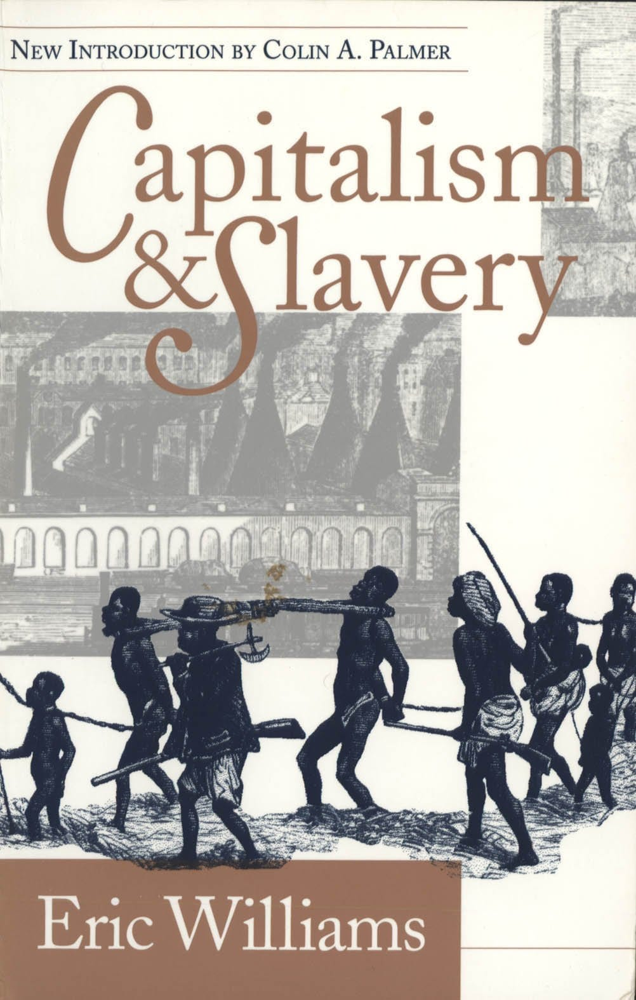 NEW INTRODUCTION BY COLIN A. PALMER
Capitalism
& Slavery
Eric Williams